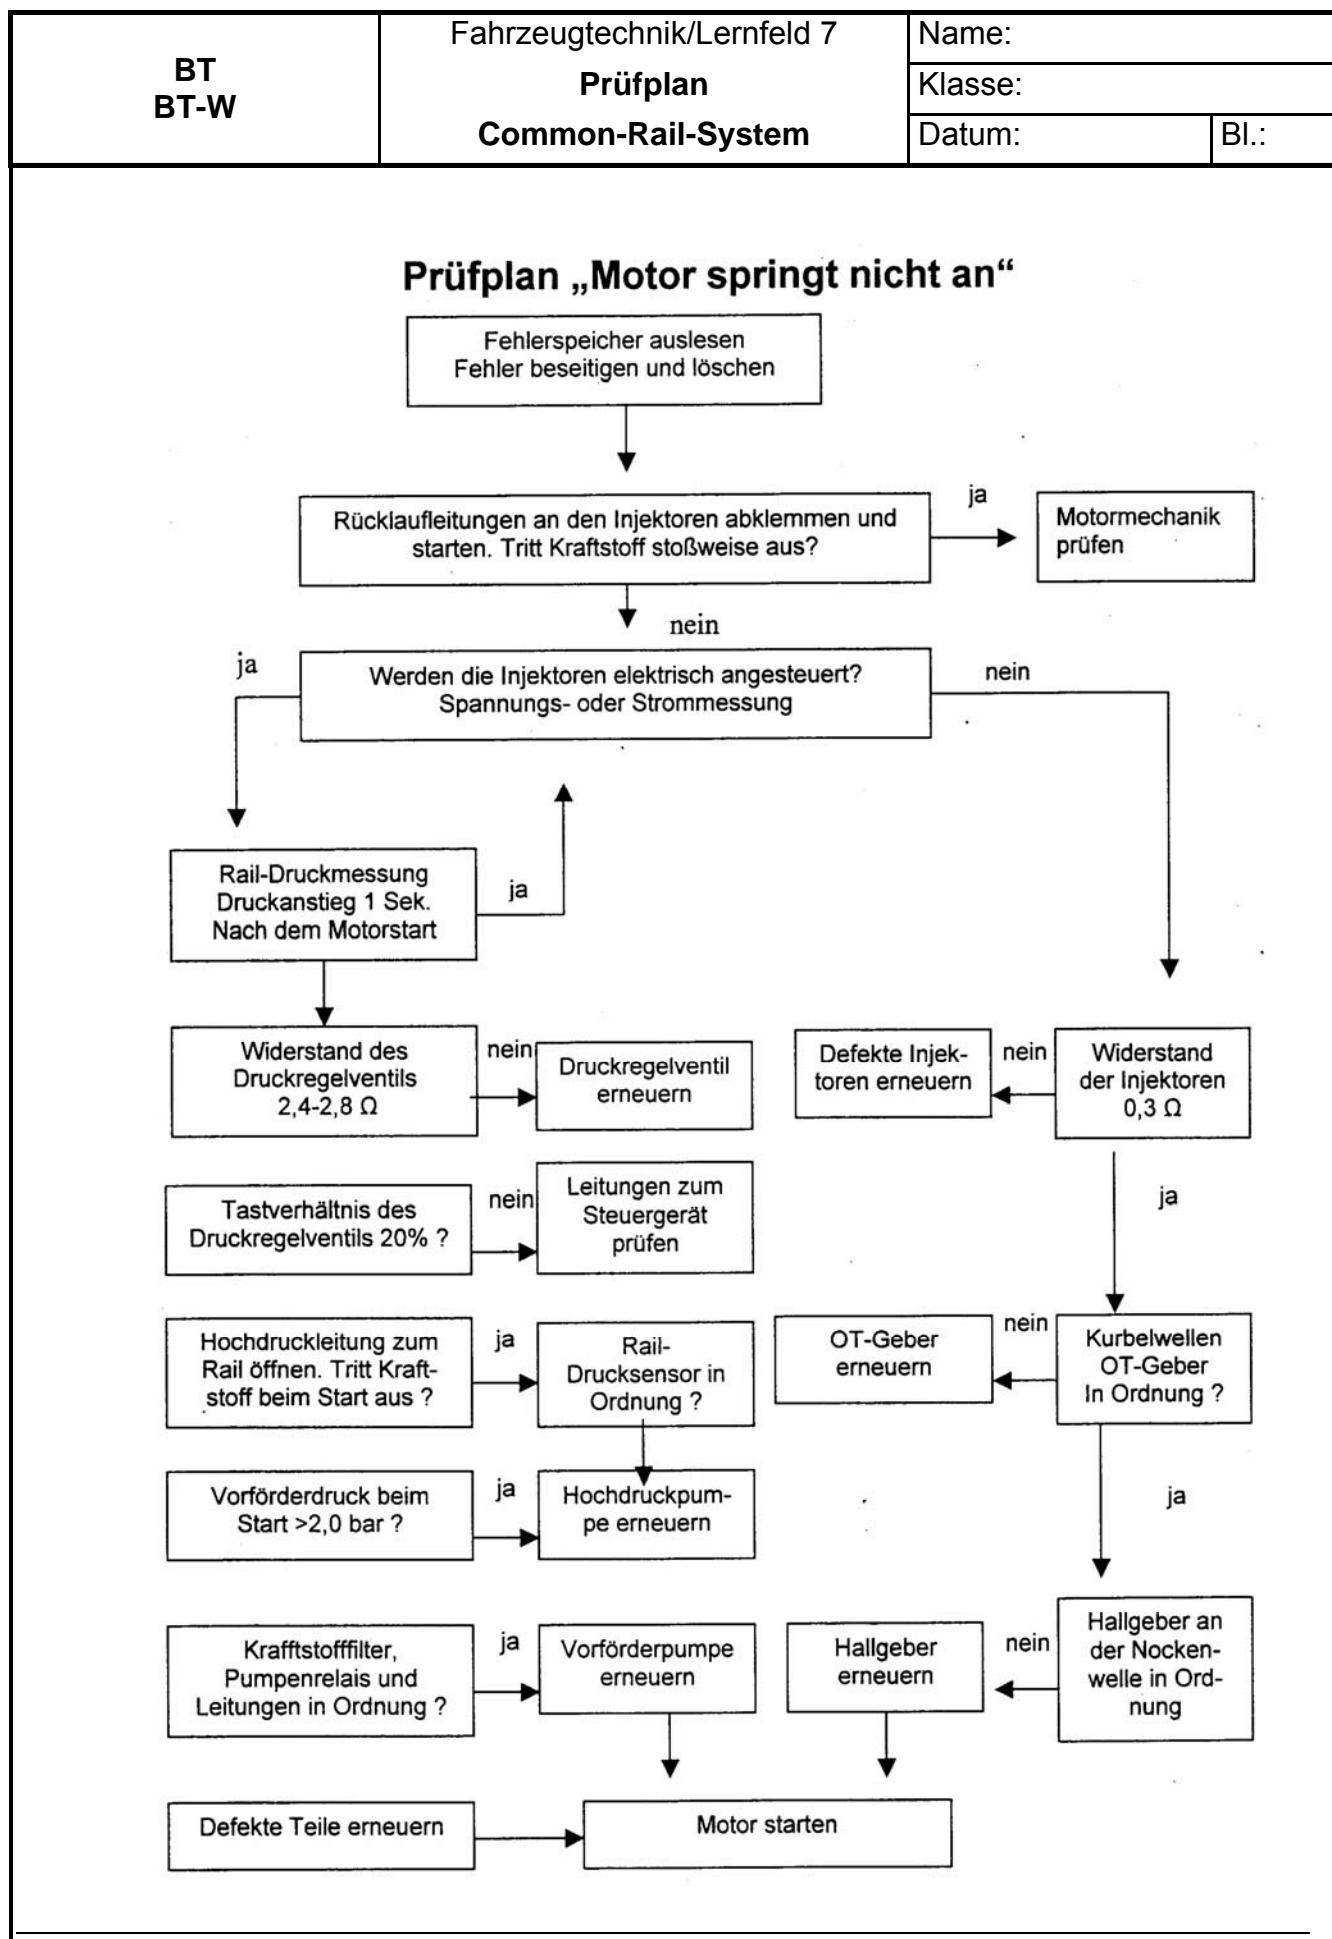 BT
BT-W
Fahrzeugtechnik/Lernfeld 7
Prüfplan
Common-Rail-System
Name:
Klasse:
Datum:
Bl.:
Prüfplan „Motor springt nicht an“
Fehlerspeicher auslesen
Fehler beseitigen und löschen
Rücklaufleitungen an den Injektoren abklemmen und
starten. Tritt Kraftstoff stoßweise aus?
ja
Motormechanik
prüfen
nein
ja
Werden die Injektoren elektrisch angesteuert?
Spannungs- oder Strommessung
nein
Rail-Druckmessung
Druckanstieg 1 Sek.
Nach dem Motorstart
ja
Widerstand des
Druckregelventils
2,4-2,8 Ω
nein
Druckregelventil
erneuern
Defekte Injek-
toren erneuern
nein
Widerstand
der Injektoren
0,3 Ω
Tastverhältnis des
Druckregelventils 20% ?
nein
Leitungen zum
Steuergerät
prüfen
ja
Hochdruckleitung zum
Rail öffnen. Tritt Kraft-
stoff beim Start aus ?
ja
Rail-
Drucksensor in
Ordnung ?
OT-Geber
erneuern
nein
Kurbelwellen
OT-Geber
In Ordnung ?
Vorförderdruck beim
Start >2,0 bar ?
ja
Hochdruckpum-
pe erneuern
ja
Krafftstofffilter,
Pumpenrelais und
Leitungen in Ordnung ?
ja
Vorförderpumpe
erneuern
Hallgeber
erneuern
nein
Hallgeber an
der Nocken-
welle in Ord-
nung
Defekte Teile erneuern
Motor starten